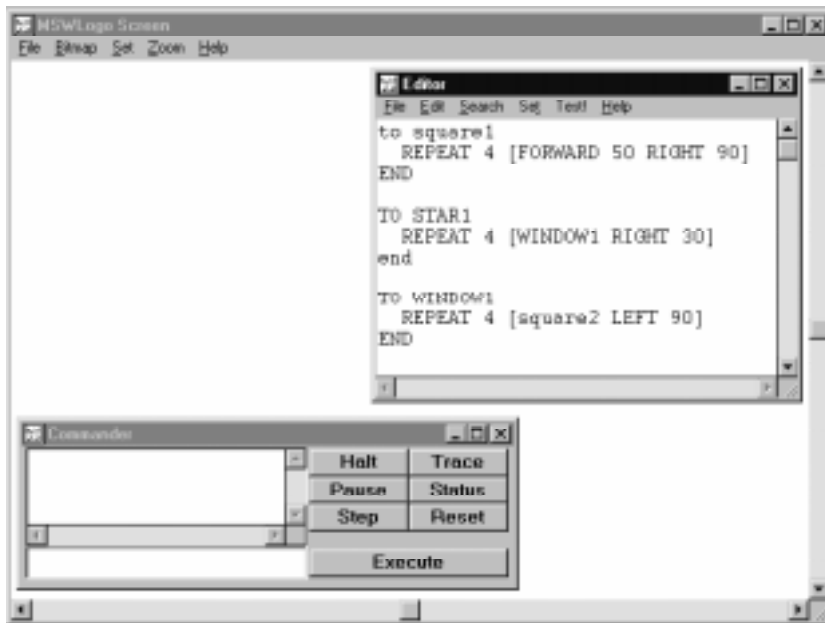 MSWLogo Screen
File Bitmap Set Zoom Help
Editor
File Edit Search Set Test! Help
to square1
REPEAT 4 [FORWARD 50 RIGHT 90]
END
TO STAR1
REPEAT 4 [WINDOW1 RIGHT 30]
end
TO WINDOW1
REPEAT 4 [square2 LEFT 90]
END
Commander
Halt Trace
Pause Status
Step Reset
Execute